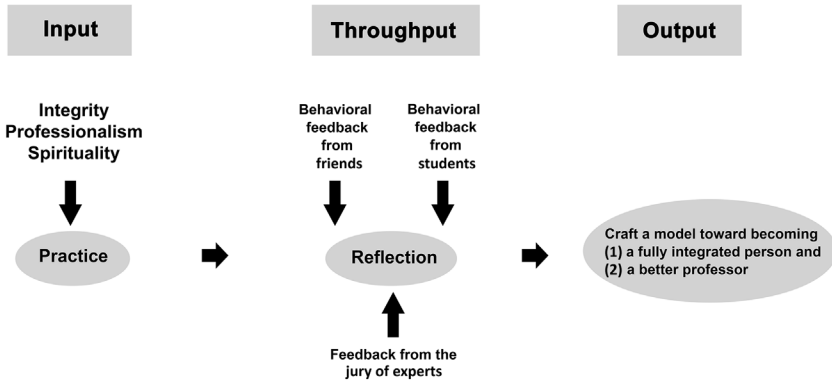 Input
Throughput
Output
Integrity
Professionalism
Spirituality
Behavioral
feedback
from
friends
Behavioral
feedback
from
students
Practice
Reflection
Craft a model toward becoming
(1) a fully integrated person and
(2) a better professor
Feedback from the
jury of experts